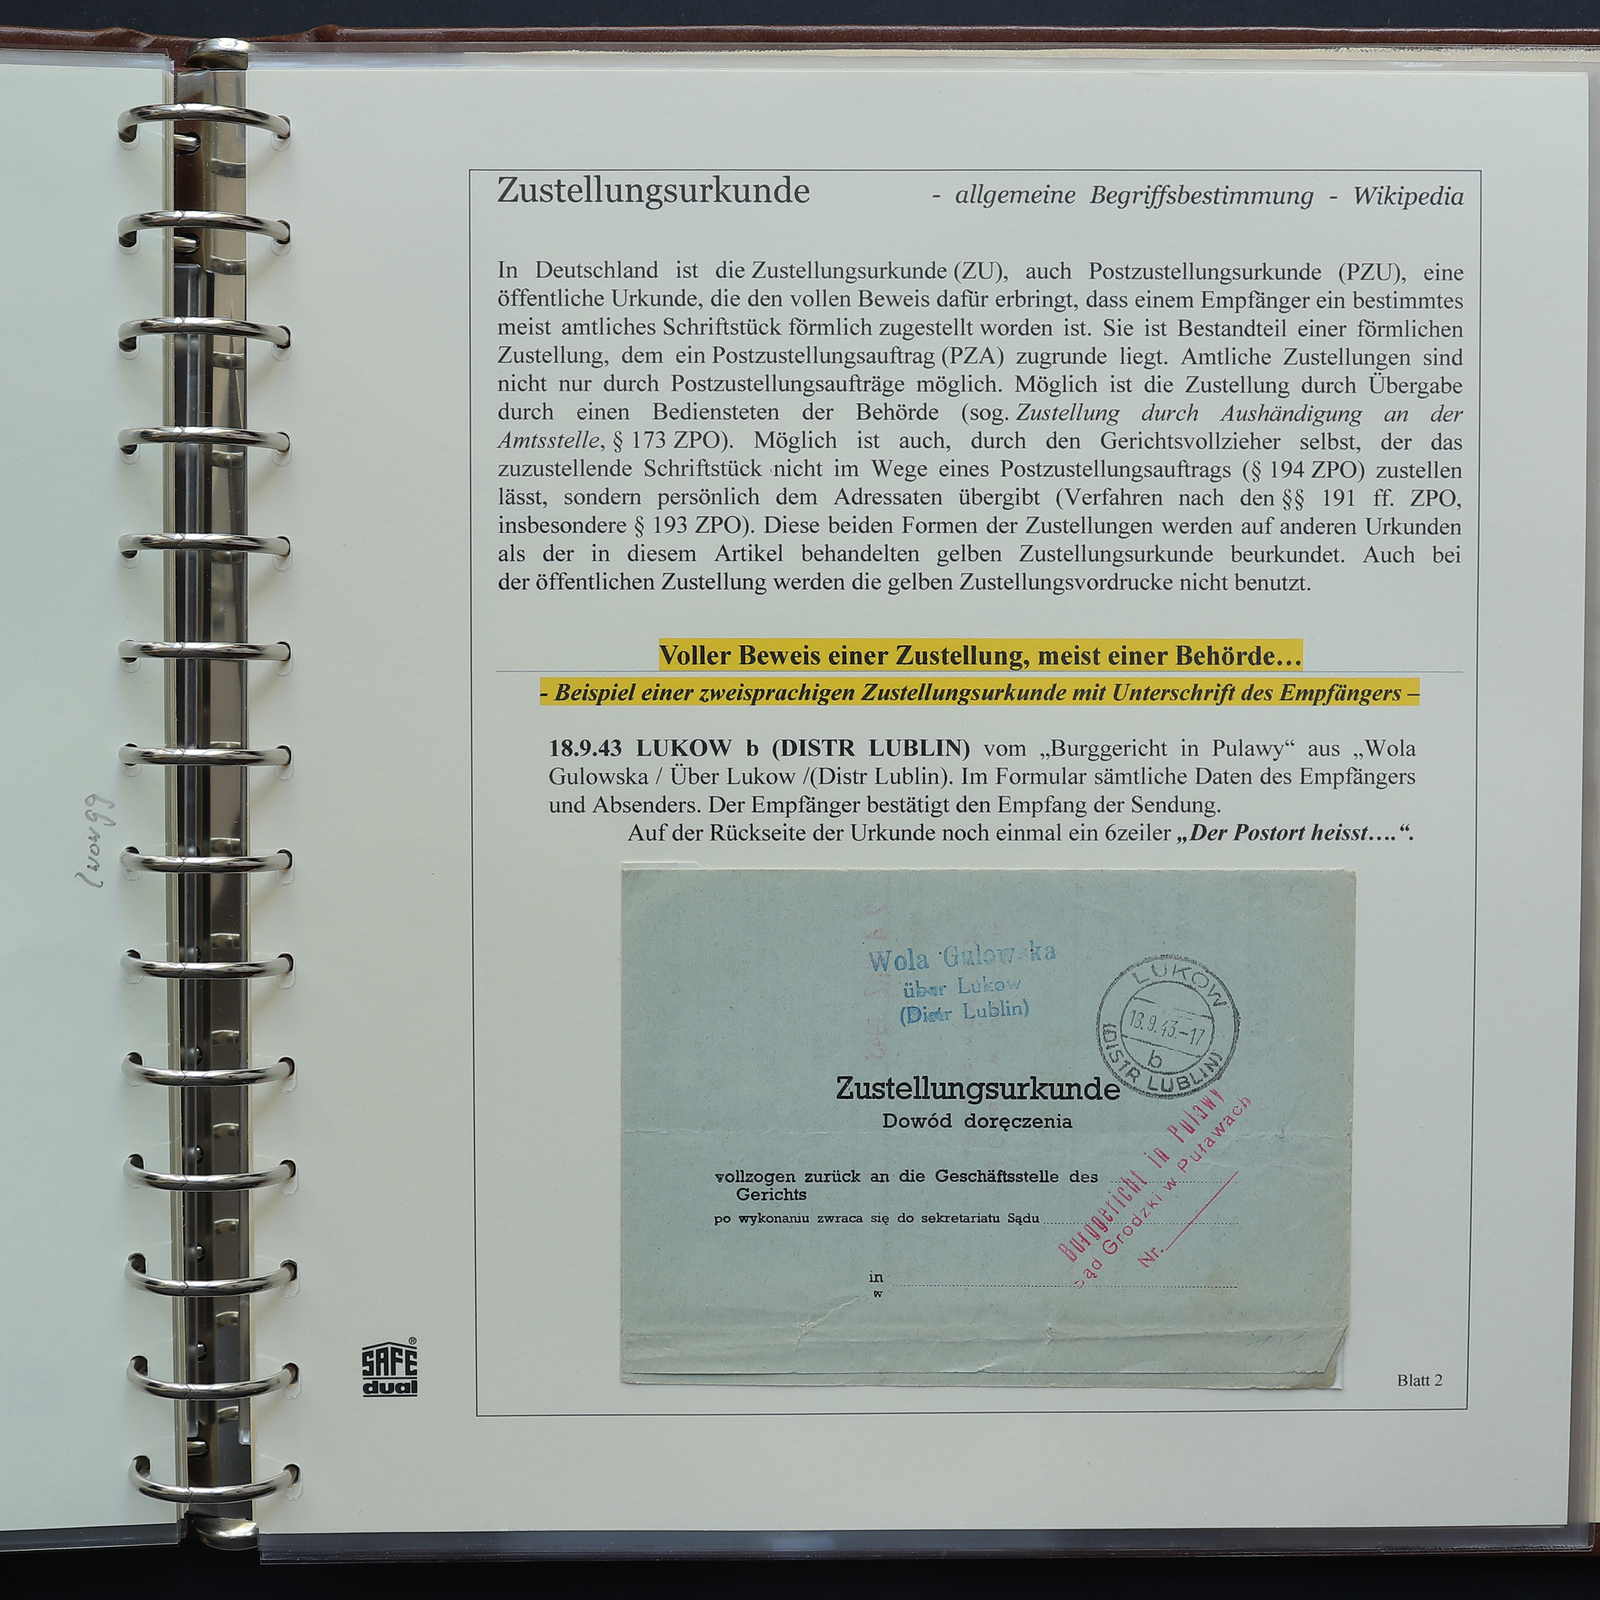 Zustellungsurkunde - allgemeine Begriffsbestimmung - Wikipedia
In Deutschland ist die Zustellungsurkunde (ZU), auch Postzustellungsurkunde (PZU), eine
öffentliche Urkunde, die den vollen Beweis dafür erbringt, dass einem Empfänger ein bestimmtes
meist amtliches Schriftstück förmlich zugestellt worden ist. Sie ist Bestandteil einer förmlichen
Zustellung, dem ein Postzustellungsauftrag (PZA) zugrunde liegt. Amtliche Zustellungen sind
nicht nur durch Postzustellungsaufträge möglich. Möglich ist die Zustellung durch Übergabe
durch einen Bediensteten der Behörde (sog. Zustellung durch Aushändigung an der
Amtsstelle, § 173 ZPO). Möglich ist auch, durch den Gerichtsvollzieher selbst, der das
zuzustellende Schriftstück nicht im Wege eines Postzustellungsauftrags (§ 194 ZPO) zustellen
lässt, sondern persönlich dem Adressaten übergibt (Verfahren nach den §§ 191 ff. ZPO,
insbesondere § 193 ZPO). Diese beiden Formen der Zustellungen werden auf anderen Urkunden
als der in diesem Artikel behandelten gelben Zustellungsurkunde beurkundet. Auch bei
der öffentlichen Zustellung werden die gelben Zustellungsvordrucke nicht benutzt.
Voller Beweis einer Zustellung, meist einer Behörde…
- Beispiel einer zweisprachigen Zustellungsurkunde mit Unterschrift des Empfängers –
18.9.43 LUKOW b (DISTR LUBLIN) vom „Burggericht in Pulawy“ aus „Wola
Gulowska / Über Lukow /(Distr Lublin). Im Formular sämtliche Daten des Empfängers
und Absenders. Der Empfänger bestätigt den Empfang der Sendung.
Auf der Rückseite der Urkunde noch einmal ein 6zeiler „Der Postort heisst….“.
Wola Gulowska
über Lukow
(Distr Lublin)
LUKOW
18.9.43.-17
b
(DISTR LUBLIN)
Zustellungsurkunde
Dowód doręczenia
vollzogen zurück an die Geschäftsstelle des
Gerichts
po wykonaniu zwraca się do sekretariatu Sądu
Burggericht in Pulawy
Sąd Grodzki w Puławach
Nr.
in
w
SAFE®
dual
Blatt 2